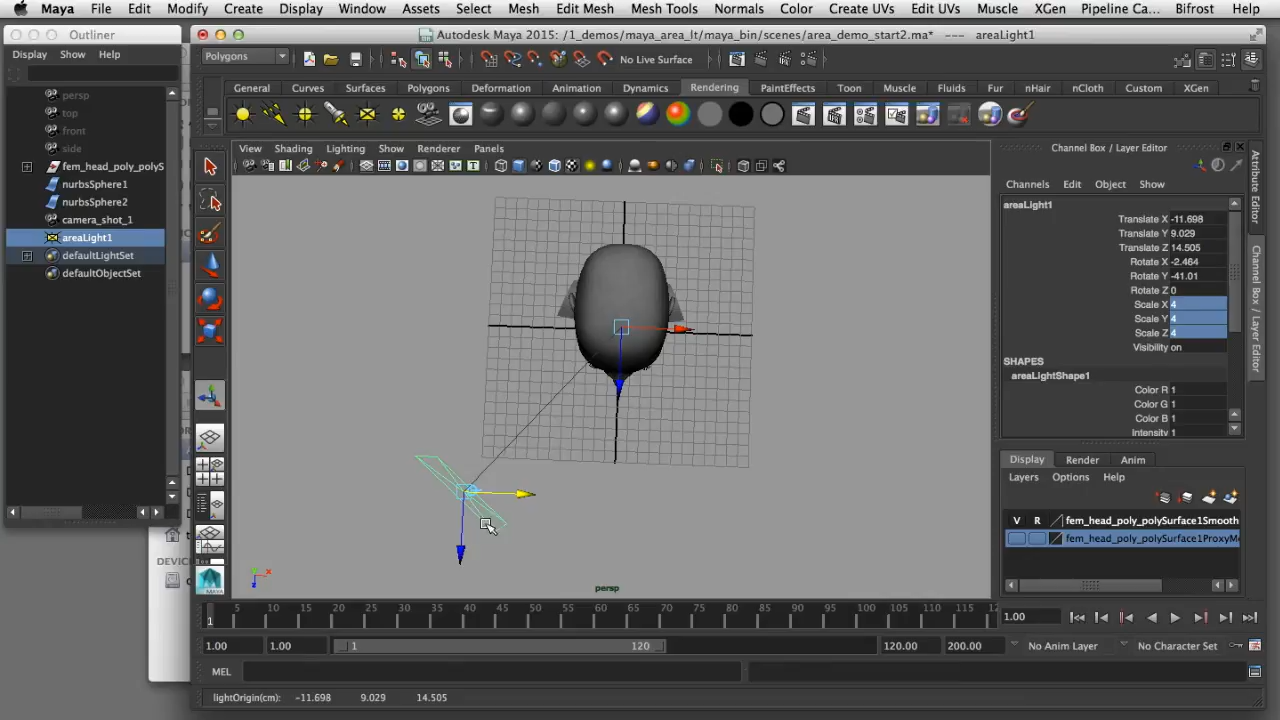 Maya File Edit Modify Create Display Window Assets Select Mesh Edit Mesh Mesh Tools Normals Color Create UVs Edit UVs Muscle XGen Pipeline Ca... Bifrost Help
Outliner
Autodesk Maya 2015: /1_demos/maya_area_lt/maya_bin/scenes/area_demo_start2.ma* --- areaLight1
Display Show Help
Polygons
No Live Surface
General Curves Surfaces Polygons Deformation Animation Dynamics Rendering PaintEffects Toon Muscle Fluids Fur nHair nCloth Custom XGen
persp
top
front
side
fem_head_poly_polyS
nurbsSphere1
nurbsSphere2
camera_shot_1
areaLight1
defaultLightSet
defaultObjectSet
View Shading Lighting Show Renderer Panels
persp
Channel Box / Layer Editor
Channels Edit Object Show
areaLight1
Translate X -11.698
Translate Y 9.029
Translate Z 14.505
Rotate X -2.464
Rotate Y -41.01
Rotate Z 0
Scale X 4
Scale Y 4
Scale Z 4
Visibility on
SHAPES
areaLightShape1
Color R 1
Color G 1
Color B 1
Intensity 1
Attribute Editor
Channel Box / Layer Editor
Display Render Anim
Layers Options Help
V R fem_head_poly_polySurface1Smooth
fem_head_poly_polySurface1ProxyMe
MAYA
DEVIC
1 5 10 15 20 25 30 35 40 45 50 55 60 65 70 75 80 85 90 95 100 105 110 115 12
1.00
1.00 1.00 1 120 120.00 200.00 No Anim Layer No Character Set
MEL
lightOrigin(cm): -11.698 9.029 14.505